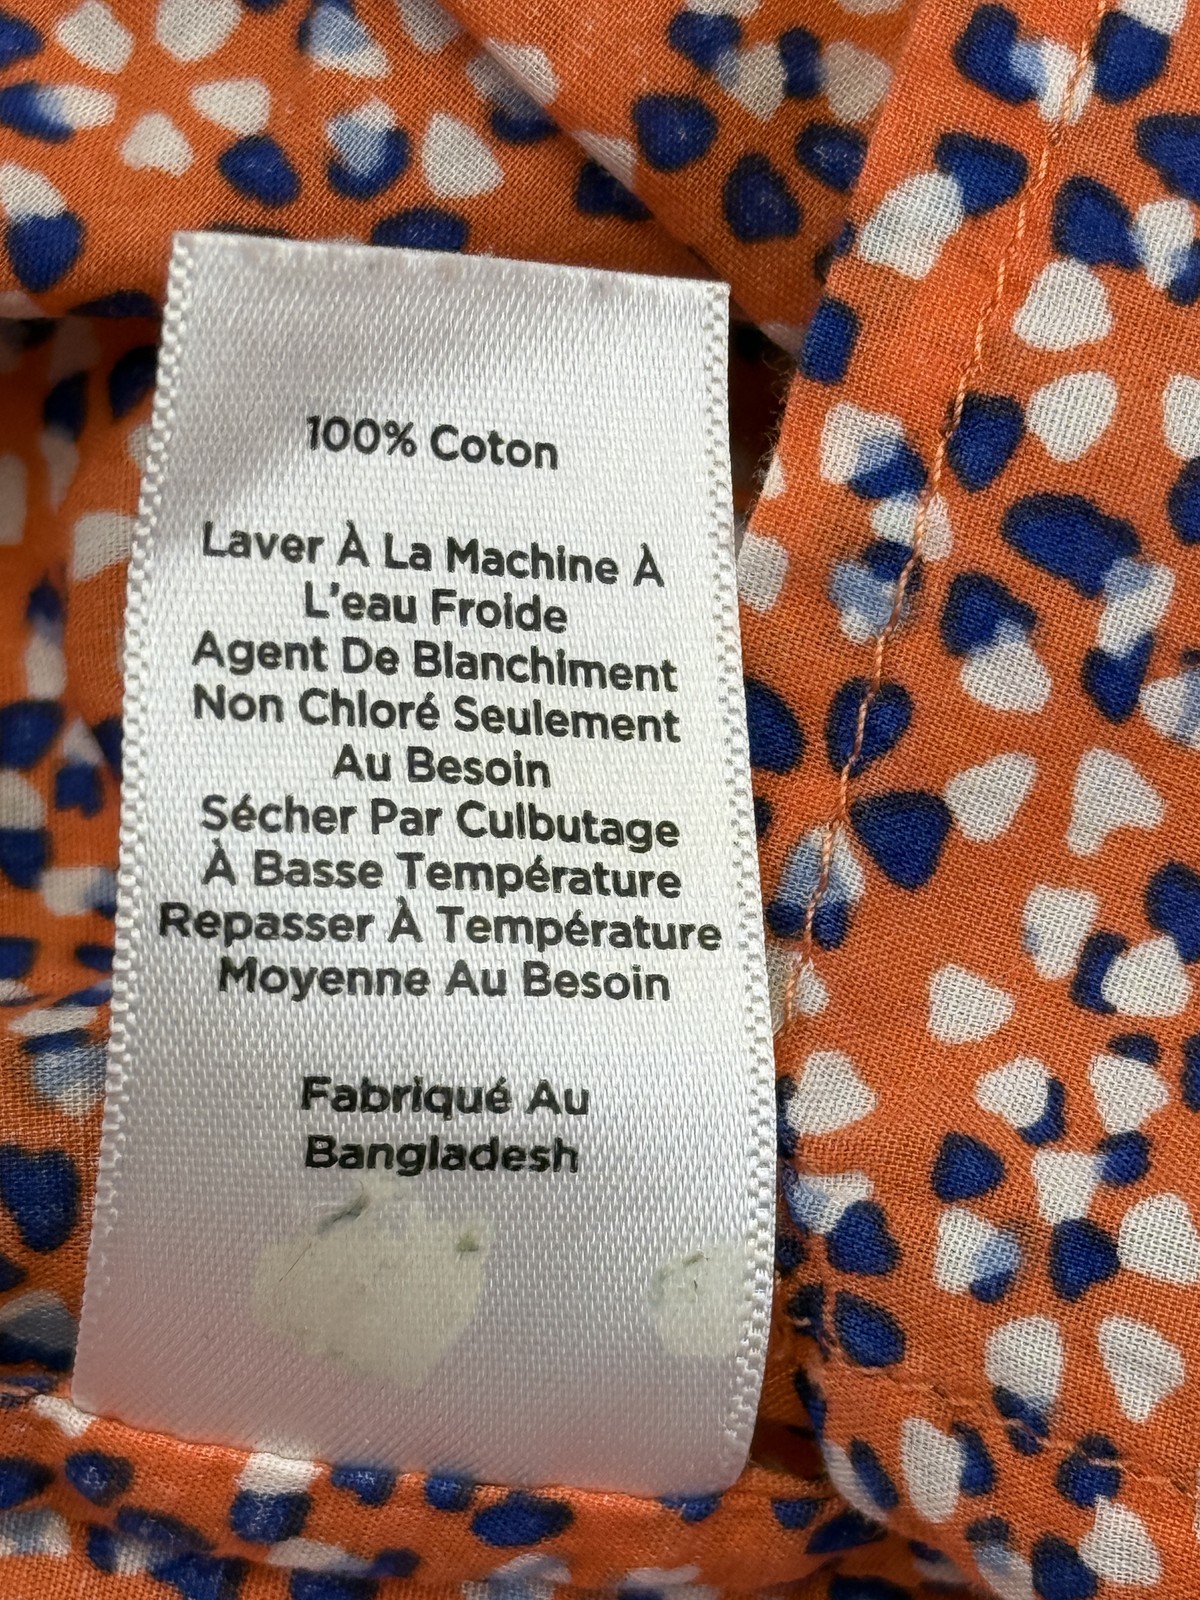 100% Coton
Laver À La Machine À
L'eau Froide
Agent De Blanchiment
Non Chloré Seulement
Au Besoin
Sécher Par Culbutage
À Basse Température
Repasser À Température
Moyenne Au Besoin
Fabriqué Au
Bangladesh